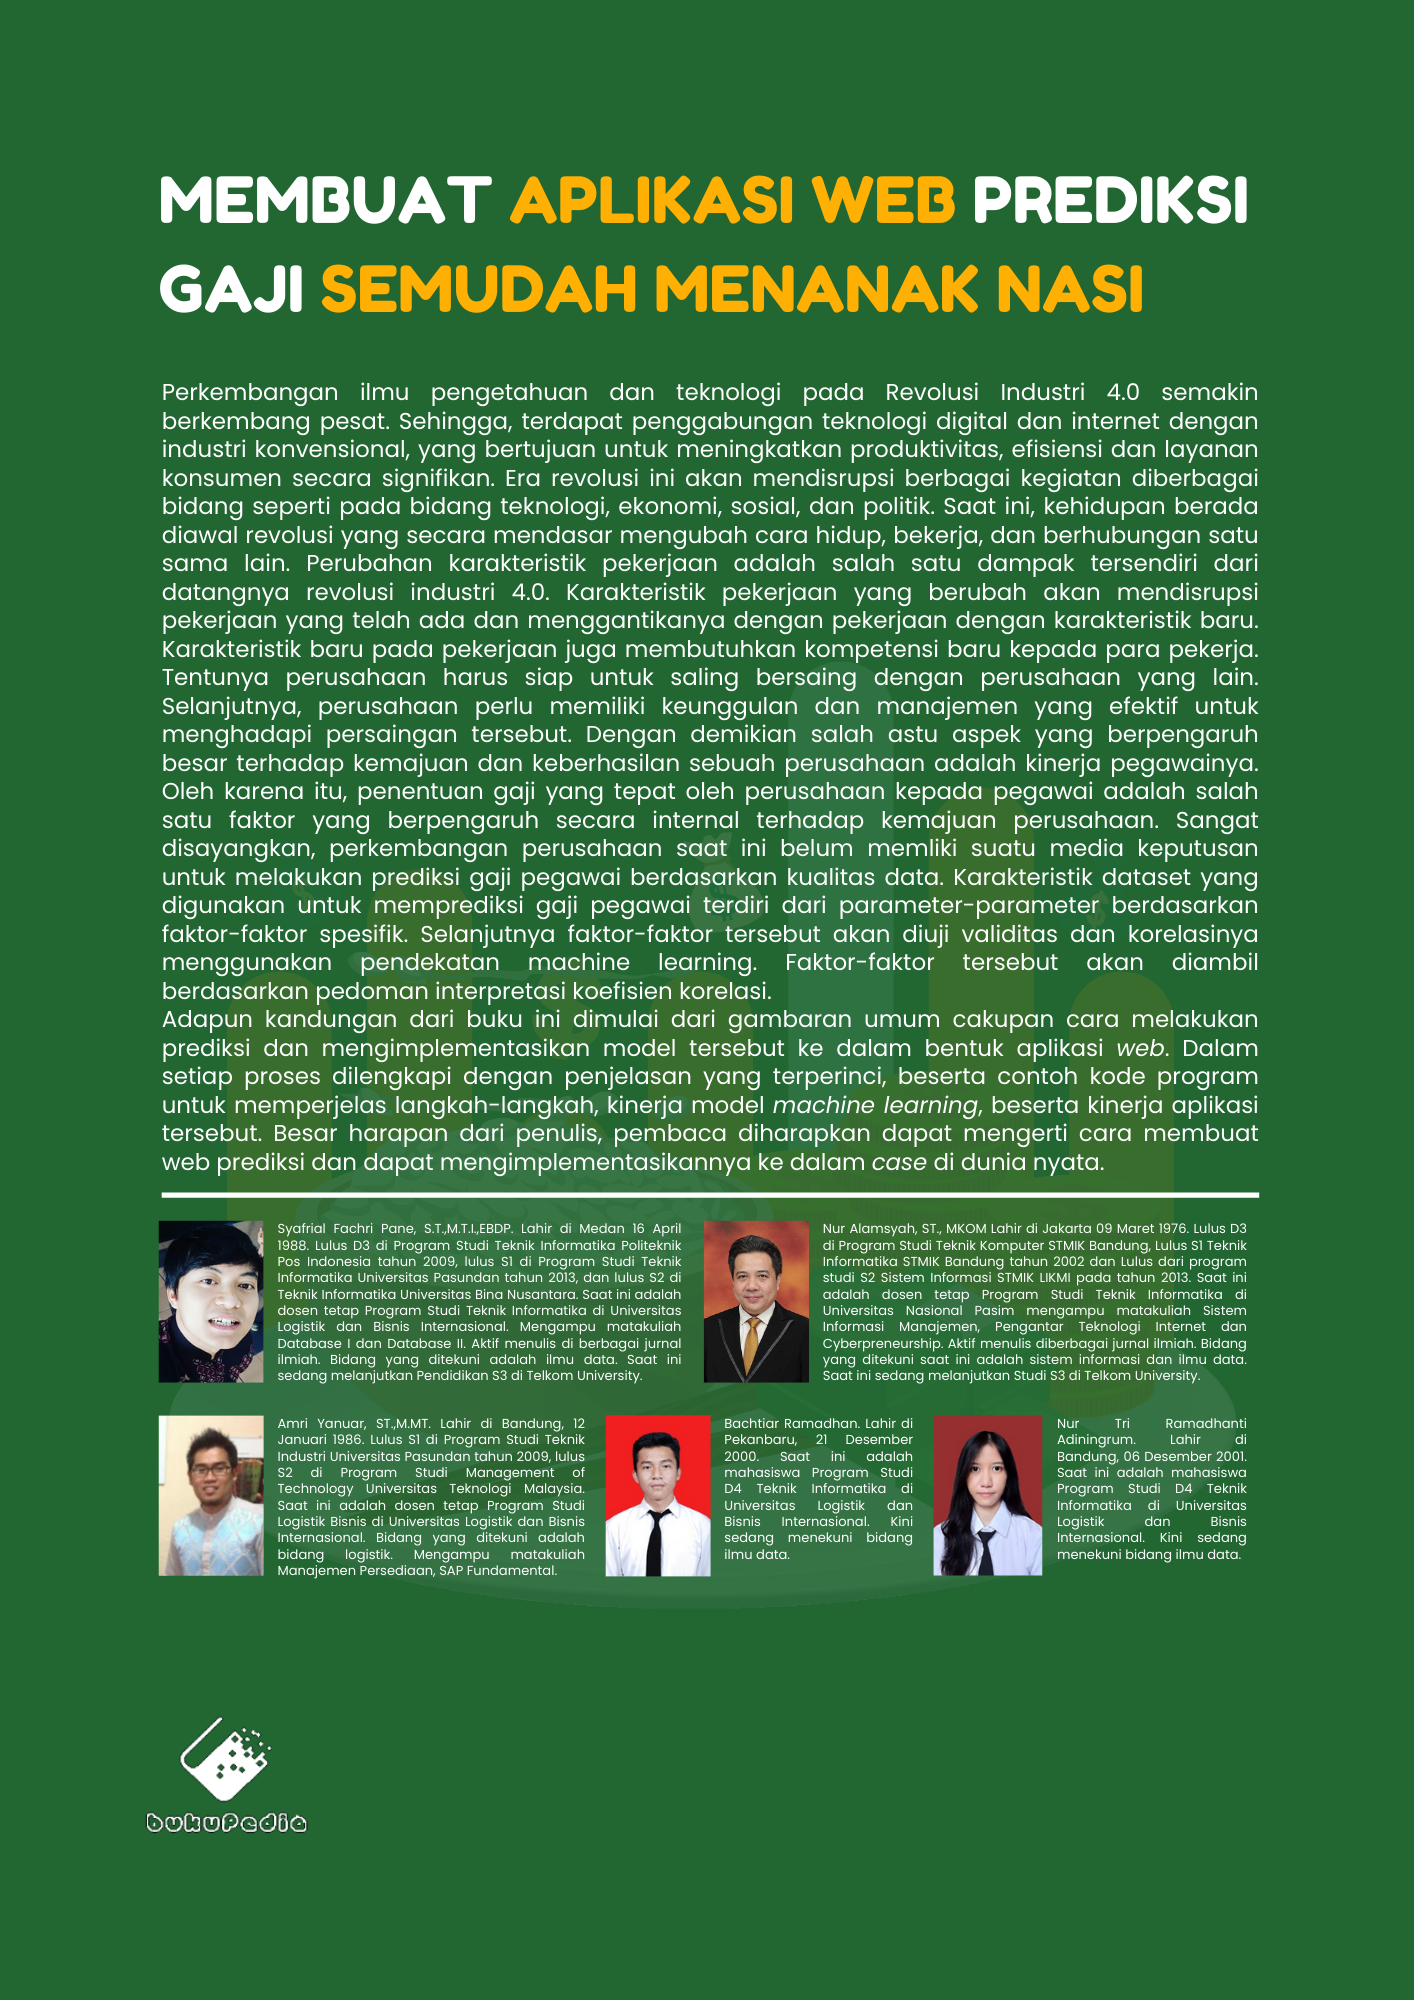 MEMBUAT APLIKASI WEB PREDIKSI
GAJI SEMUDAH MENANAK NASI
Perkembangan ilmu pengetahuan dan teknologi pada Revolusi Industri 4.0 semakin
berkembang pesat. Sehingga, terdapat penggabungan teknologi digital dan internet dengan
industri konvensional, yang bertujuan untuk meningkatkan produktivitas, efisiensi dan layanan
konsumen secara signifikan. Era revolusi ini akan mendisrupsi berbagai kegiatan diberbagai
bidang seperti pada bidang teknologi, ekonomi, sosial, dan politik. Saat ini, kehidupan berada
diawal revolusi yang secara mendasar mengubah cara hidup, bekerja, dan berhubungan satu
sama lain. Perubahan karakteristik pekerjaan adalah salah satu dampak tersendiri dari
datangnya revolusi industri 4.0. Karakteristik pekerjaan yang berubah akan mendisrupsi
pekerjaan yang telah ada dan menggantikanya dengan pekerjaan dengan karakteristik baru.
Karakteristik baru pada pekerjaan juga membutuhkan kompetensi baru kepada para pekerja.
Tentunya perusahaan harus siap untuk saling bersaing dengan perusahaan yang lain.
Selanjutnya, perusahaan perlu memiliki keunggulan dan manajemen yang efektif untuk
menghadapi persaingan tersebut. Dengan demikian salah astu aspek yang berpengaruh
besar terhadap kemajuan dan keberhasilan sebuah perusahaan adalah kinerja pegawainya.
Oleh karena itu, penentuan gaji yang tepat oleh perusahaan kepada pegawai adalah salah
satu faktor yang berpengaruh secara internal terhadap kemajuan perusahaan. Sangat
disayangkan, perkembangan perusahaan saat ini belum memliki suatu media keputusan
untuk melakukan prediksi gaji pegawai berdasarkan kualitas data. Karakteristik dataset yang
digunakan untuk memprediksi gaji pegawai terdiri dari parameter-parameter berdasarkan
faktor-faktor spesifik. Selanjutnya faktor-faktor tersebut akan diuji validitas dan korelasinya
menggunakan pendekatan machine learning. Faktor-faktor tersebut akan diambil
berdasarkan pedoman interpretasi koefisien korelasi.
Adapun kandungan dari buku ini dimulai dari gambaran umum cakupan cara melakukan
prediksi dan mengimplementasikan model tersebut ke dalam bentuk aplikasi web. Dalam
setiap proses dilengkapi dengan penjelasan yang terperinci, beserta contoh kode program
untuk memperjelas langkah-langkah, kinerja model machine learning, beserta kinerja aplikasi
tersebut. Besar harapan dari penulis, pembaca diharapkan dapat mengerti cara membuat
web prediksi dan dapat mengimplementasikannya ke dalam case di dunia nyata.
Syafrial Fachri Pane, S.T.,M.T.I.,EBDP. Lahir di Medan 16 April
1988. Lulus D3 di Program Studi Teknik Informatika Politeknik
Pos Indonesia tahun 2009, lulus S1 di Program Studi Teknik
Informatika Universitas Pasundan tahun 2013, dan lulus S2 di
Teknik Informatika Universitas Bina Nusantara. Saat ini adalah
dosen tetap Program Studi Teknik Informatika di Universitas
Logistik dan Bisnis Internasional. Mengampu matakuliah
Database I dan Database II. Aktif menulis di berbagai jurnal
ilmiah. Bidang yang ditekuni adalah ilmu data. Saat ini
sedang melanjutkan Pendidikan S3 di Telkom University.
Nur Alamsyah, ST., MKOM Lahir di Jakarta 09 Maret 1976. Lulus D3
di Program Studi Teknik Komputer STMIK Bandung, Lulus S1 Teknik
Informatika STMIK Bandung tahun 2002 dan Lulus dari program
studi S2 Sistem Informasi STMIK LIKMI pada tahun 2013. Saat ini
adalah dosen tetap Program Studi Teknik Informatika di
Universitas Nasional Pasim mengampu matakuliah Sistem
Informasi Manajemen, Pengantar Teknologi Internet dan
Cyberpreneurship. Aktif menulis diberbagai jurnal ilmiah. Bidang
yang ditekuni saat ini adalah sistem informasi dan ilmu data.
Saat ini sedang melanjutkan Studi S3 di Telkom University.
Amri Yanuar, ST.,M.MT. Lahir di Bandung, 12
Januari 1986. Lulus S1 di Program Studi Teknik
Industri Universitas Pasundan tahun 2009, lulus
S2 di Program Studi Management of
Technology Universitas Teknologi Malaysia.
Saat ini adalah dosen tetap Program Studi
Logistik Bisnis di Universitas Logistik dan Bisnis
Internasional. Bidang yang ditekuni adalah
bidang logistik. Mengampu matakuliah
Manajemen Persediaan, SAP Fundamental.
Bachtiar Ramadhan. Lahir di
Pekanbaru, 21 Desember
2000. Saat ini adalah
mahasiswa Program Studi
D4 Teknik Informatika di
Universitas Logistik dan
Bisnis Internasional. Kini
sedang menekuni bidang
ilmu data.
Nur Tri Ramadhanti
Adiningrum. Lahir di
Bandung, 06 Desember 2001.
Saat ini adalah mahasiswa
Program Studi D4 Teknik
Informatika di Universitas
Logistik dan Bisnis
Internasional. Kini sedang
menekuni bidang ilmu data.
bukuPedia